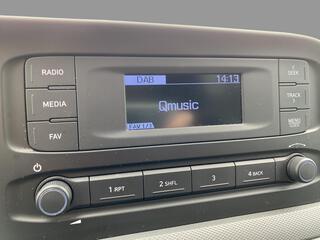 RADIO
MEDIA
FAV
DAB 14:13
Qmusic
FAV 1/1
SEEK
TRACK
MENU
1 RPT
2 SHFL
3
4 BACK